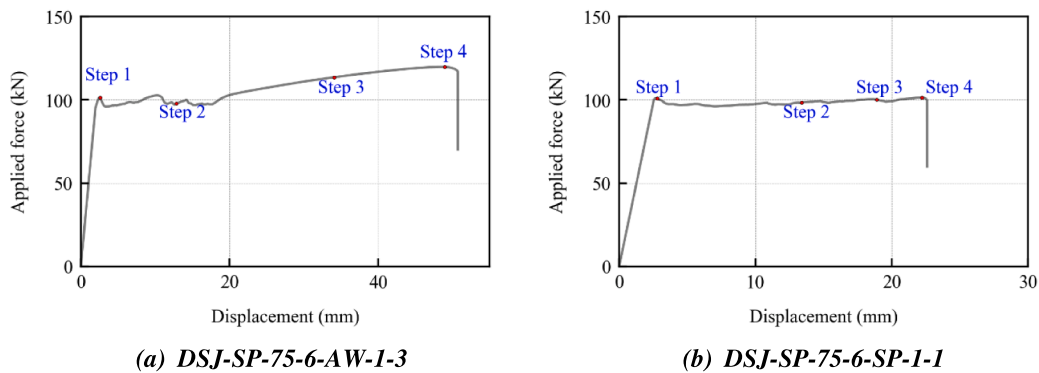 150
Step 4
Step 1
100
Step 3
Step 2
50
0
0
20
40
Applied force (kN)
Displacement (mm)
(a) DSJ-SP-75-6-AW-1-3
150
Step 1
Step 3
Step 4
100
Step 2
50
0
0
10
20
30
Applied force (kN)
Displacement (mm)
(b) DSJ-SP-75-6-SP-1-1